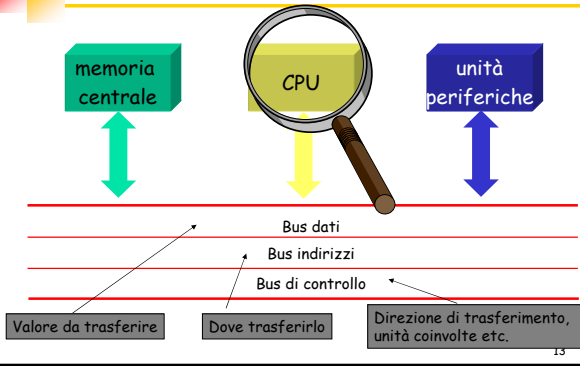 memoria
centrale
CPU
unità
periferiche
Bus dati
Bus indirizzi
Bus di controllo
Valore da trasferire
Dove trasferirlo
Direzione di trasferimento,
unità coinvolte etc.
13